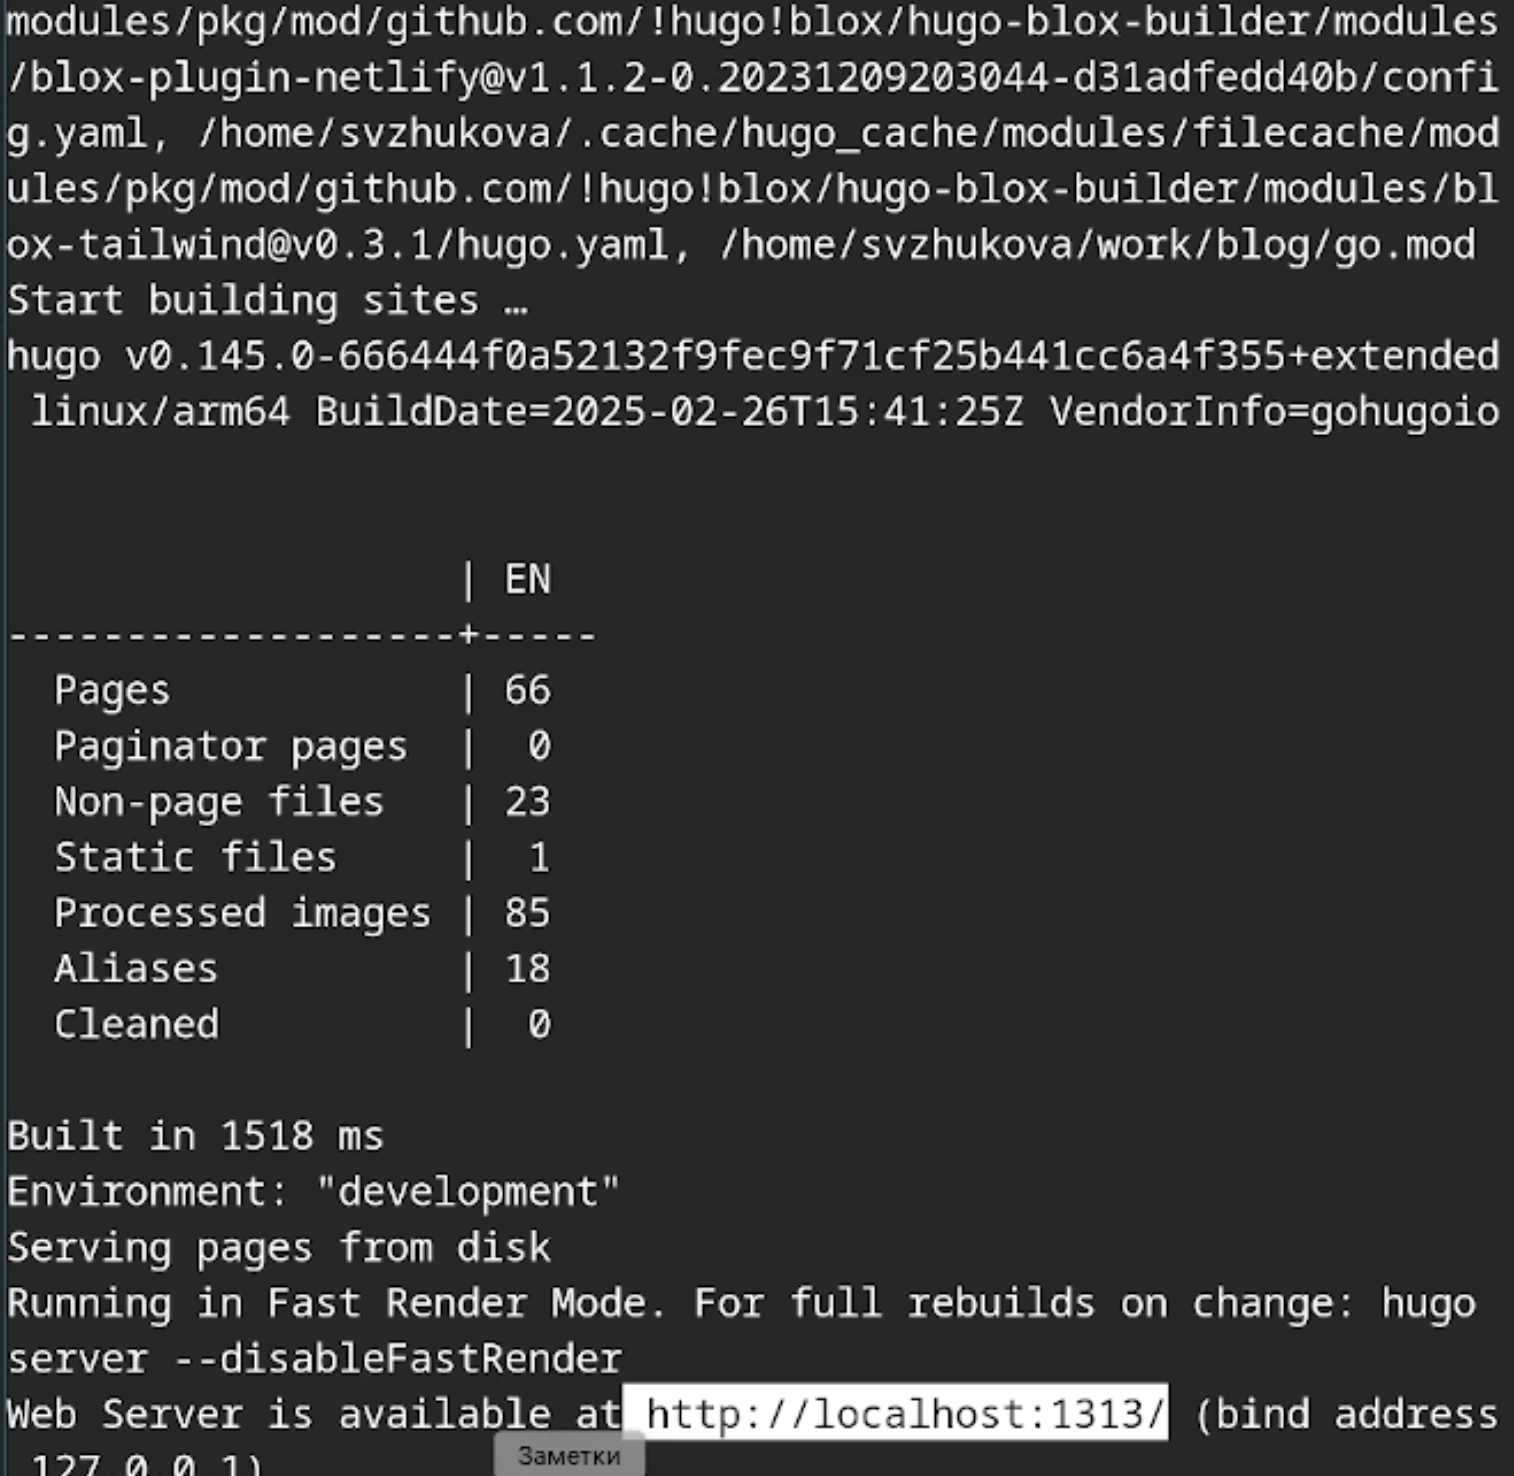 modules/pkg/mod/github.com/!hugo!blox/hugo-blox-builder/modules
/blox-plugin-netlify@v1.1.2-0.20231209203044-d31adfedd40b/confi
g.yaml, /home/svzhukova/.cache/hugo_cache/modules/filecache/mod
ules/pkg/mod/github.com/!hugo!blox/hugo-blox-builder/modules/bl
ox-tailwind@v0.3.1/hugo.yaml, /home/svzhukova/work/blog/go.mod
Start building sites …
hugo v0.145.0-666444f0a52132f9fec9f71cf25b441cc6a4f355+extended
 linux/arm64 BuildDate=2025-02-26T15:41:25Z VendorInfo=gohugoio
                   | EN
-------------------+-----
  Pages            | 66
  Paginator pages  |  0
  Non-page files   | 23
  Static files     |  1
  Processed images | 85
  Aliases          | 18
  Cleaned          |  0
Built in 1518 ms
Environment: "development"
Serving pages from disk
Running in Fast Render Mode. For full rebuilds on change: hugo
server --disableFastRender
Web Server is available at http://localhost:1313/ (bind address
 127.0.0.1)
Заметки